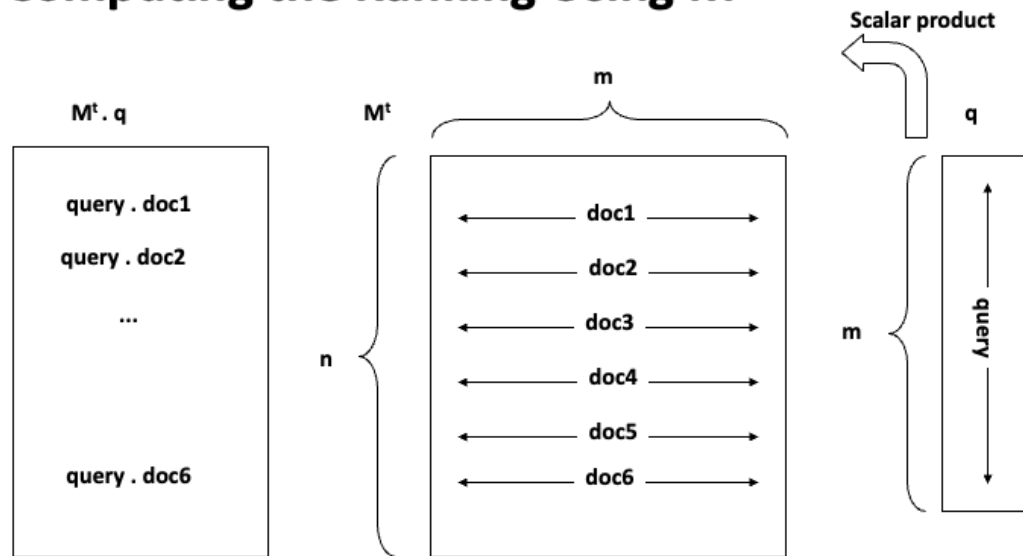 Scalar product
m
Mᵗ . q
Mᵗ
q
query . doc1
query . doc2
...
query . doc6
n
doc1
doc2
doc3
doc4
doc5
doc6
m
query